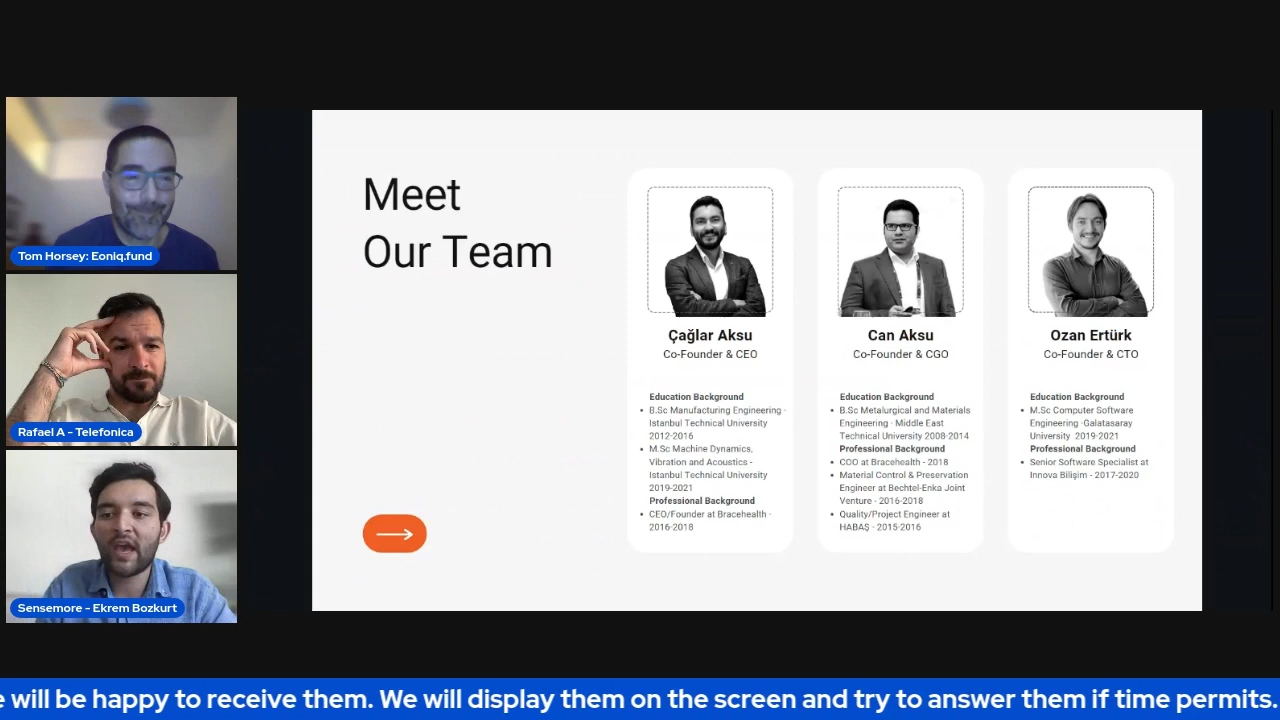 Tom Horsey: Eoniq.fund
Rafael A - Telefonica
Sensemore - Ekrem Bozkurt
Meet
Our Team
Çağlar Aksu
Co-Founder & CEO
Education Background
• B.Sc Manufacturing Engineering -
Istanbul Technical University
2012-2016
• M.Sc Machine Dynamics,
Vibration and Acoustics -
Istanbul Technical University
2019-2021
Professional Background
• CEO/Founder at Bracehealth -
2016-2018
Can Aksu
Co-Founder & CGO
Education Background
• B.Sc Metalurgical and Materials
Engineering - Middle East
Technical University 2008-2014
Professional Background
• COO at Bracehealth - 2018
• Material Control & Preservation
Engineer at Bechtel-Enka Joint
Venture - 2016-2018
• Quality/Project Engineer at
HABAŞ - 2015-2016
Ozan Ertürk
Co-Founder & CTO
Education Background
• M.Sc Computer Software
Engineering -Galatasaray
University 2019-2021
Professional Background
• Senior Software Specialist at
Innova Bilişim - 2017-2020
will be happy to receive them. We will display them on the screen and try to answer them if time permits.